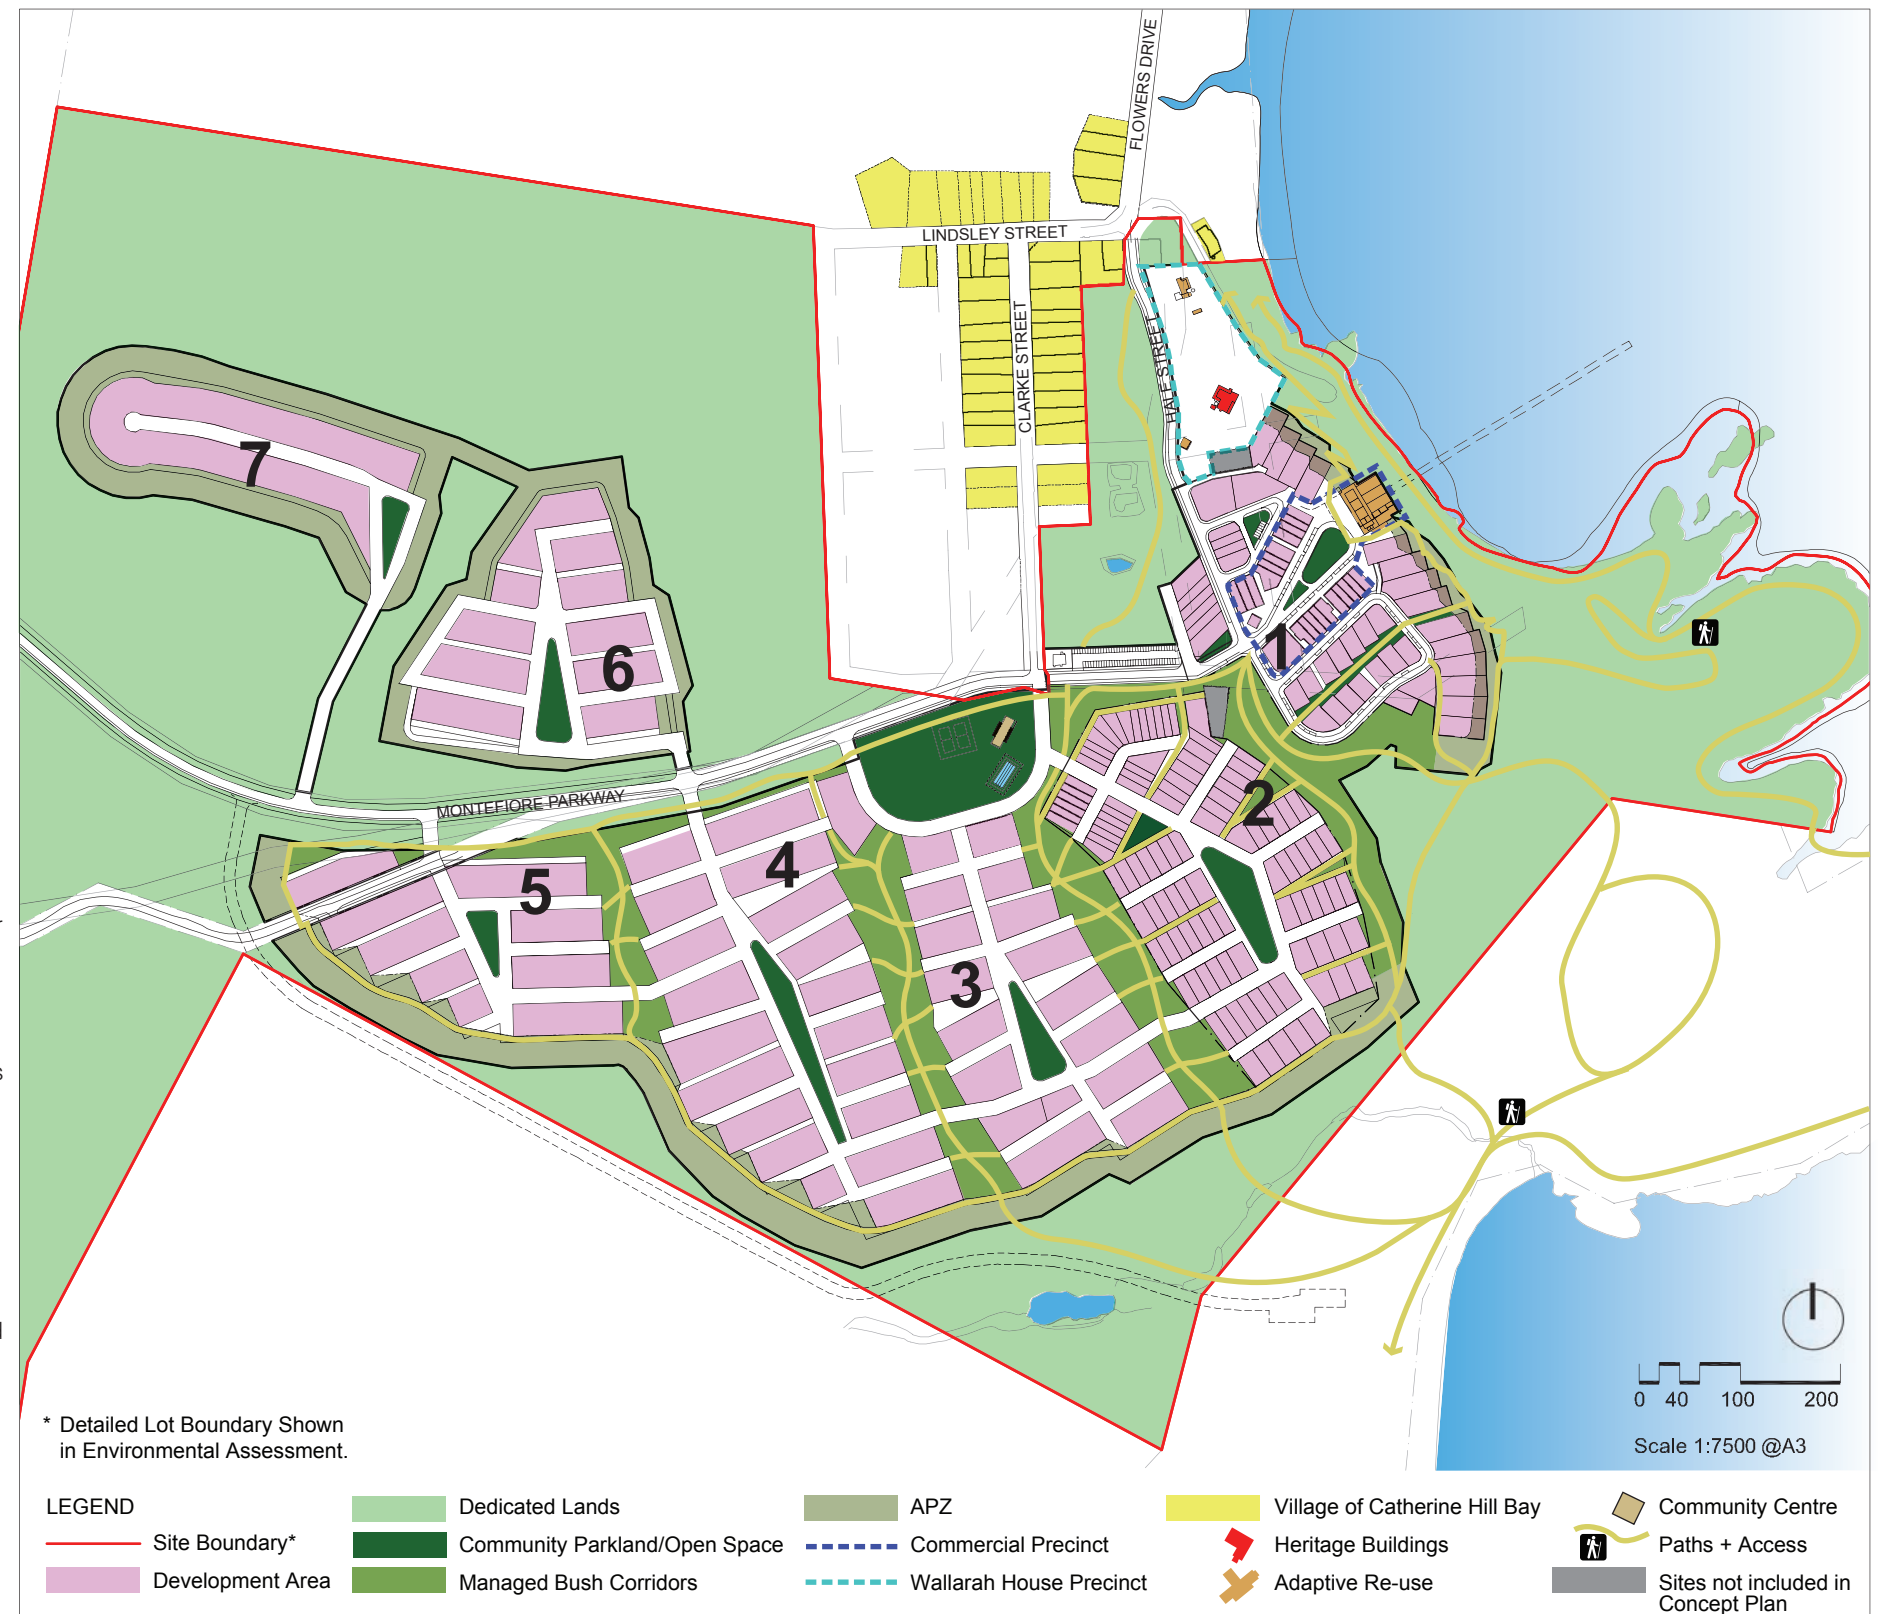 FLOWERS DRIVE
LINDSLEY STREET
CLARKE STREET
HALE STREET
7
6
1
MONTEFIORE PARKWAY
2
4
5
3
0 40 100 200
Scale 1:7500 @A3
* Detailed Lot Boundary Shown
in Environmental Assessment.
LEGEND
Site Boundary*
Development Area
Dedicated Lands
Community Parkland/Open Space
Managed Bush Corridors
APZ
Commercial Precinct
Wallarah House Precinct
Village of Catherine Hill Bay
Heritage Buildings
Adaptive Re-use
Community Centre
Paths + Access
Sites not included in
Concept Plan